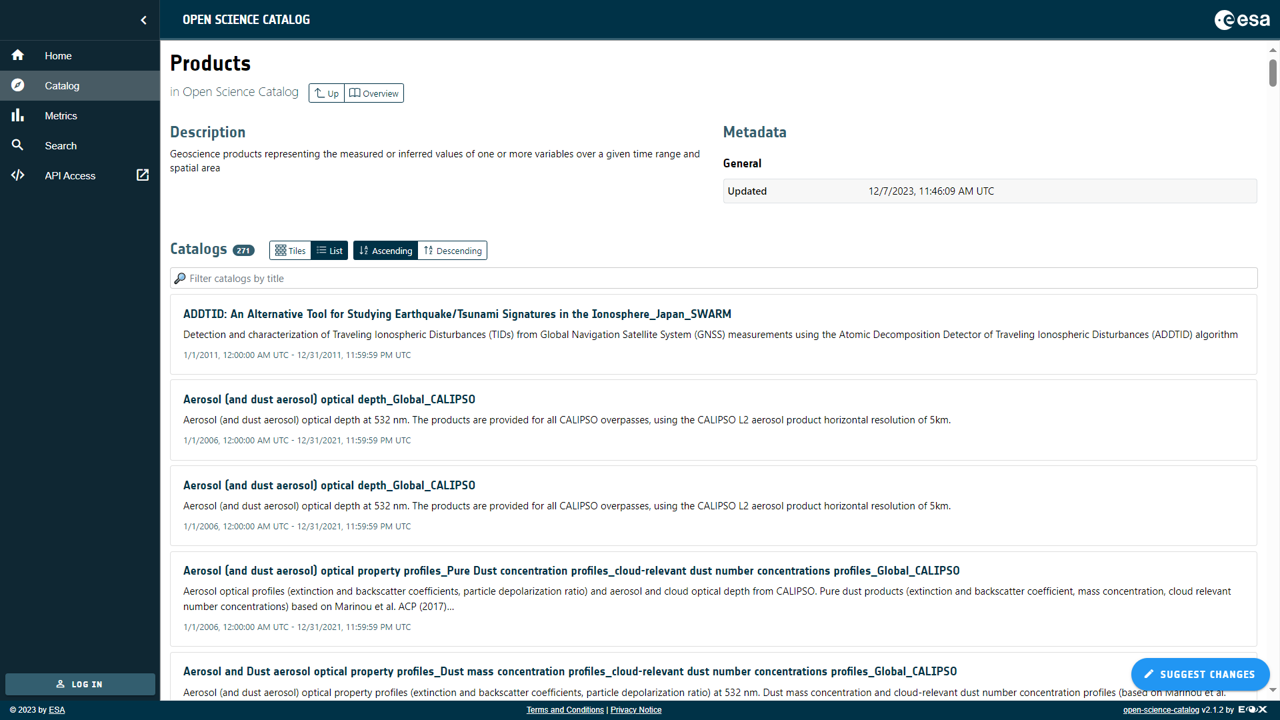 OPEN SCIENCE CATALOG
esa
Home
Catalog
Metrics
Search
API Access
Products
in Open Science Catalog
Up
Overview
Description
Geoscience products representing the measured or inferred values of one or more variables over a given time range and
spatial area
Metadata
General
Updated 12/7/2023, 11:46:09 AM UTC
Catalogs 271
Tiles
List
Ascending
Descending
Filter catalogs by title
ADDTID: An Alternative Tool for Studying Earthquake/Tsunami Signatures in the Ionosphere_Japan_SWARM
Detection and characterization of Traveling Ionospheric Disturbances (TIDs) from Global Navigation Satellite System (GNSS) measurements using the Atomic Decomposition Detector of Traveling Ionospheric Disturbances (ADDTID) algorithm
1/1/2011, 12:00:00 AM UTC - 12/31/2011, 11:59:59 PM UTC
Aerosol (and dust aerosol) optical depth_Global_CALIPSO
Aerosol (and dust aerosol) optical depth at 532 nm. The products are provided for all CALIPSO overpasses, using the CALIPSO L2 aerosol product horizontal resolution of 5km.
1/1/2006, 12:00:00 AM UTC - 12/31/2021, 11:59:59 PM UTC
Aerosol (and dust aerosol) optical depth_Global_CALIPSO
Aerosol (and dust aerosol) optical depth at 532 nm. The products are provided for all CALIPSO overpasses, using the CALIPSO L2 aerosol product horizontal resolution of 5km.
1/1/2006, 12:00:00 AM UTC - 12/31/2021, 11:59:59 PM UTC
Aerosol (and dust aerosol) optical property profiles_Pure Dust concentration profiles_cloud-relevant dust number concentrations profiles_Global_CALIPSO
Aerosol optical profiles (extinction and backscatter coefficients, particle depolarization ratio) and aerosol and cloud optical depth from CALIPSO. Pure dust products (extinction and backscatter coefficient, mass concentration, cloud relevant
number concentrations) based on Marinou et al. ACP (2017)...
1/1/2006, 12:00:00 AM UTC - 12/31/2021, 11:59:59 PM UTC
Aerosol and Dust aerosol optical property profiles_Dust mass concentration profiles_cloud-relevant dust number concentrations profiles_Global_CALIPSO
Aerosol (and dust aerosol) optical property profiles (extinction and backscatter coefficients, particle depolarization ratio) at 532 nm. Dust mass concentration and cloud-relevant dust number concentration profiles (based on Marinou et al.
SUGGEST CHANGES
LOG IN
© 2023 by ESA
Terms and Conditions | Privacy Notice
open-science-catalog v2.1.2 by EOX